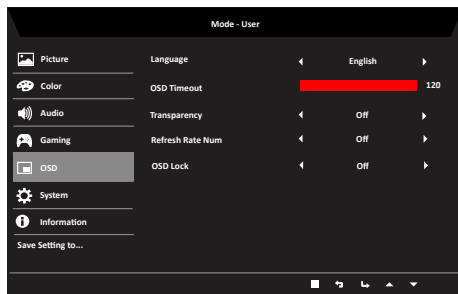 Mode - User
Picture
Language
English
Color
OSD Timeout
120
Audio
Transparency
Off
Gaming
Refresh Rate Num
Off
OSD
OSD Lock
Off
System
Information
Save Setting to...